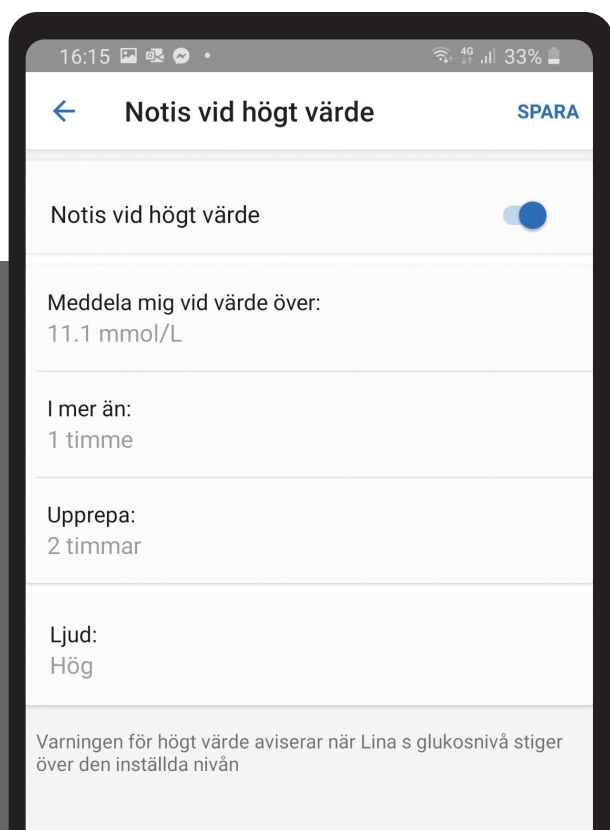 16:15 4G 33%
Notis vid högt värde SPARA
Notis vid högt värde
Meddela mig vid värde över:
11.1 mmol/L
I mer än:
1 timme
Upprepa:
2 timmar
Ljud:
Hög
Varningen för högt värde aviserar när Lina s glukosnivå stiger
över den inställda nivån